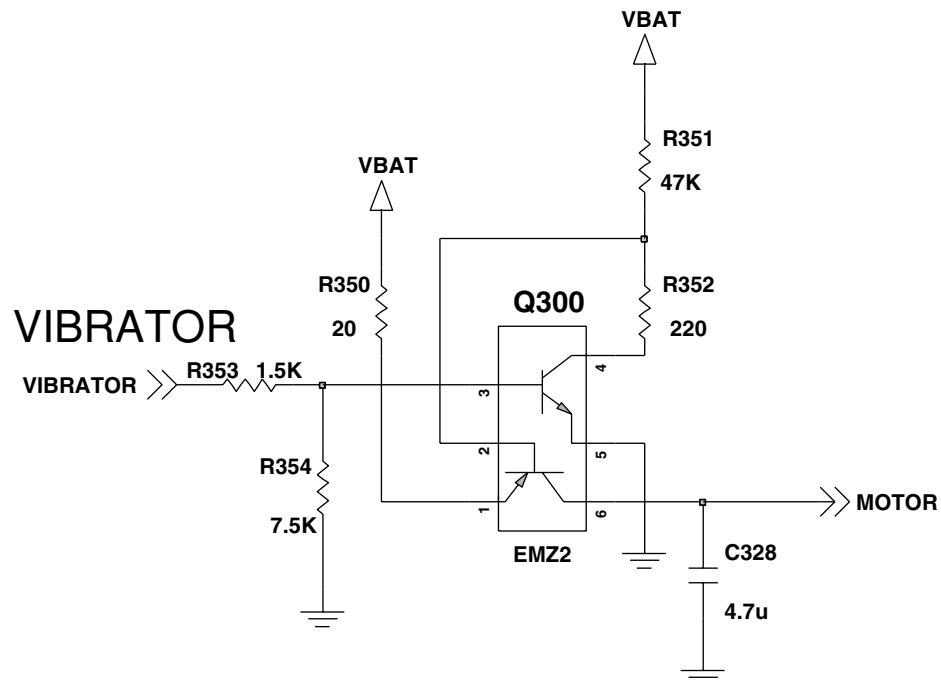 VBAT
R351
47K
VBAT
R350
20
R352
220
Q300
VIBRATOR
VIBRATOR
R353 1.5K
3
4
2
5
R354
7.5K
1
6
MOTOR
EMZ2
C328
4.7u